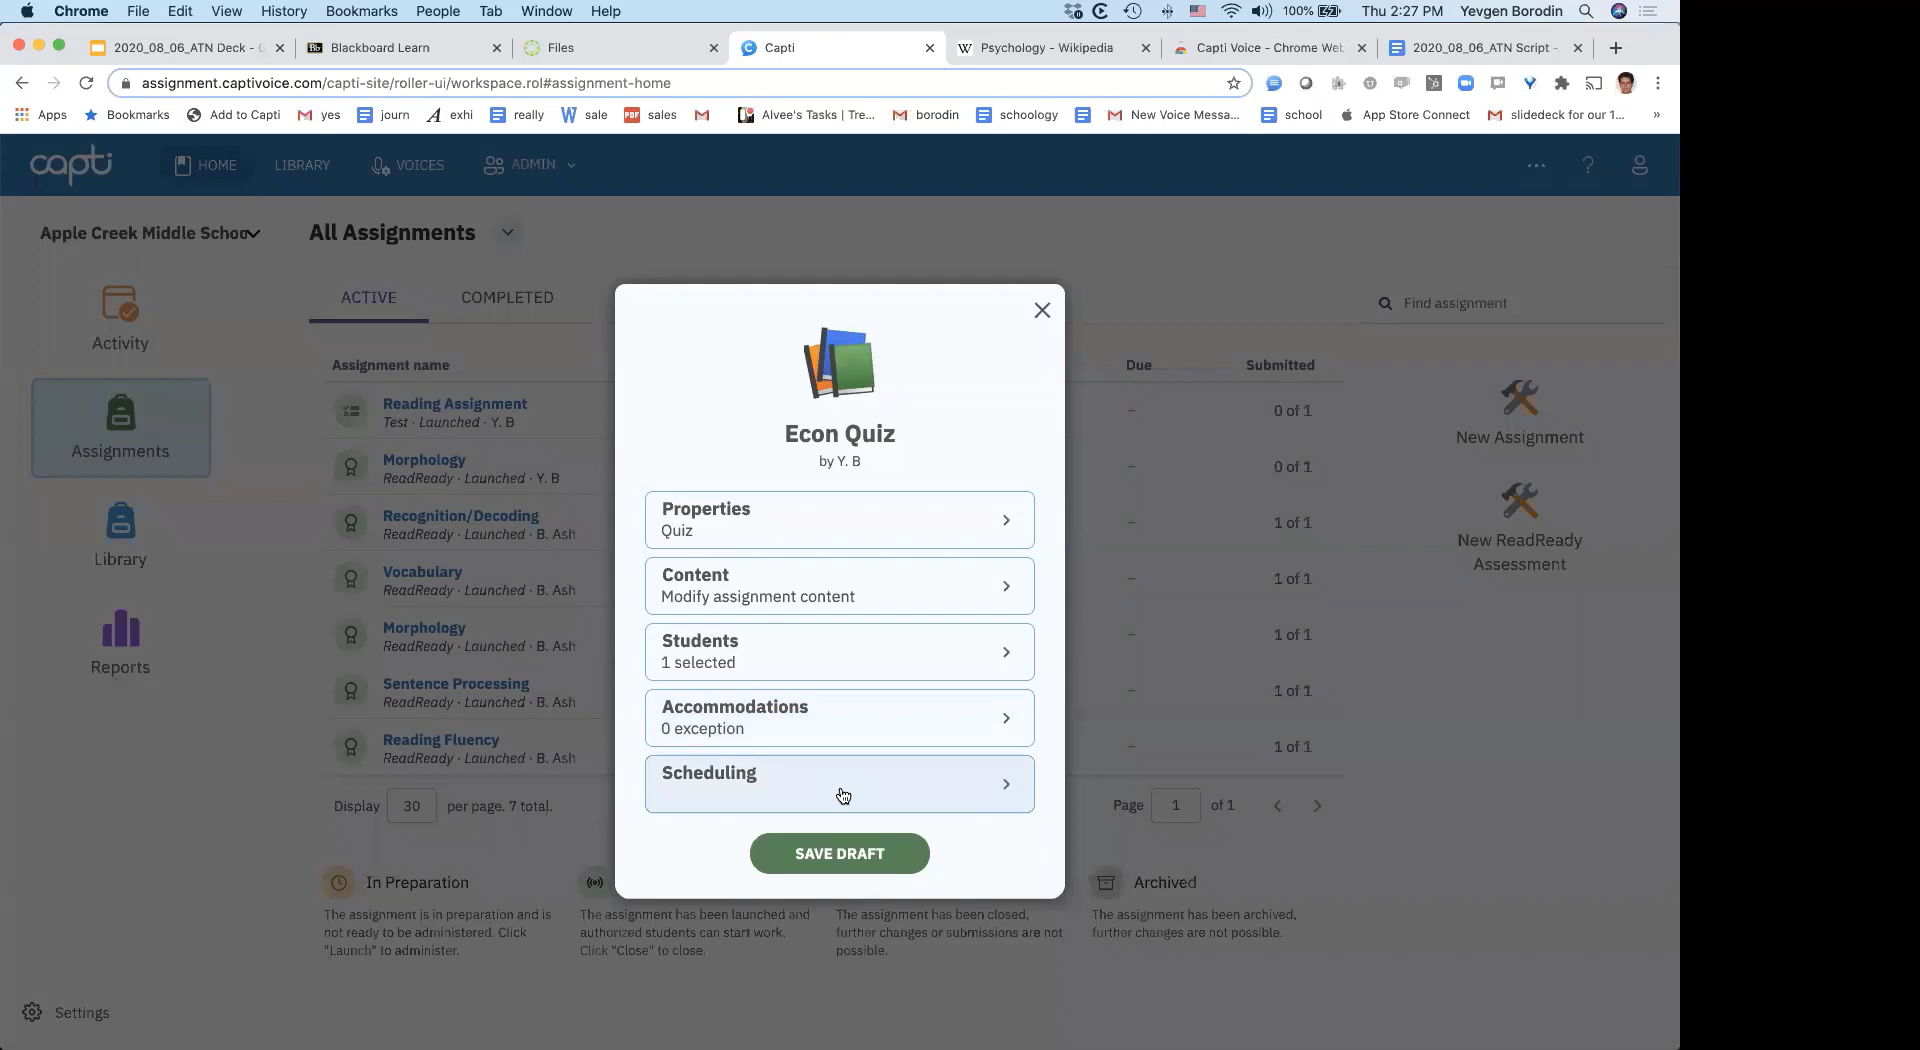 Chrome File Edit View History Bookmarks People Tab Window Help 100% Thu 2:27 PM Yevgen Borodin
2020_08_06_ATN Deck - G Blackboard Learn Files Capti Psychology - Wikipedia Capti Voice - Chrome Web 2020_08_06_ATN Script -
assignment.captivoice.com/capti-site/roller-ui/workspace.rol#assignment-home
Apps Bookmarks Add to Capti yes journ exhi really sale sales Alvee's Tasks | Tre... borodin schoology New Voice Messa... school App Store Connect slidedeck for our 1... »
capti HOME LIBRARY VOICES ADMIN
Apple Creek Middle Schoo
All Assignments
ACTIVE COMPLETED
Find assignment
Activity
Assignments
Library
Reports
Settings
Assignment name Due Submitted
Reading Assignment – 0 of 1
Test · Launched · Y. B
Morphology – 0 of 1
ReadReady · Launched · Y. B
Recognition/Decoding – 1 of 1
ReadReady · Launched · B. Ash
Vocabulary – 1 of 1
ReadReady · Launched · B. Ash
Morphology – 1 of 1
ReadReady · Launched · B. Ash
Sentence Processing – 1 of 1
ReadReady · Launched · B. Ash
Reading Fluency – 1 of 1
ReadReady · Launched · B. Ash
Display 30 per page. 7 total.
Page 1 of 1
New Assignment
New ReadReady
Assessment
Econ Quiz
by Y. B
Properties
Quiz
Content
Modify assignment content
Students
1 selected
Accommodations
0 exception
Scheduling
SAVE DRAFT
In Preparation
The assignment is in preparation and is
not ready to be administered. Click
"Launch" to administer.
The assignment has been launched and
authorized students can start work.
Click "Close" to close.
The assignment has been closed,
further changes or submissions are not
possible.
Archived
The assignment has been archived,
further changes are not possible.